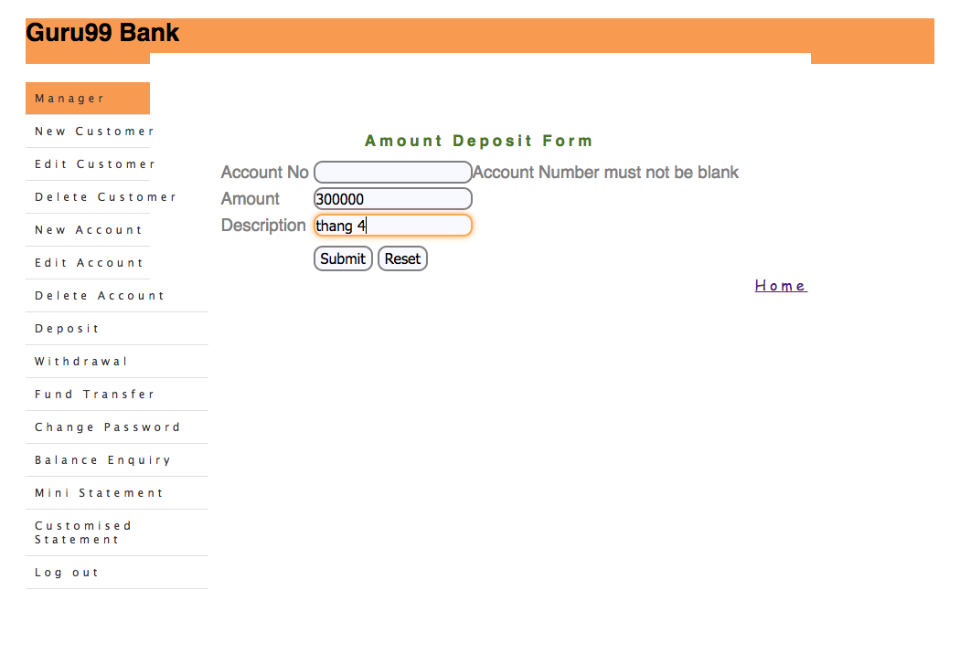 Guru99 Bank
Manager
New Customer
Edit Customer
Delete Customer
New Account
Edit Account
Delete Account
Deposit
Withdrawal
Fund Transfer
Change Password
Balance Enquiry
Mini Statement
Customised
Statement
Log out
Amount Deposit Form
Account No Account Number must not be blank
Amount 300000
Description thang 4
Submit Reset
Home